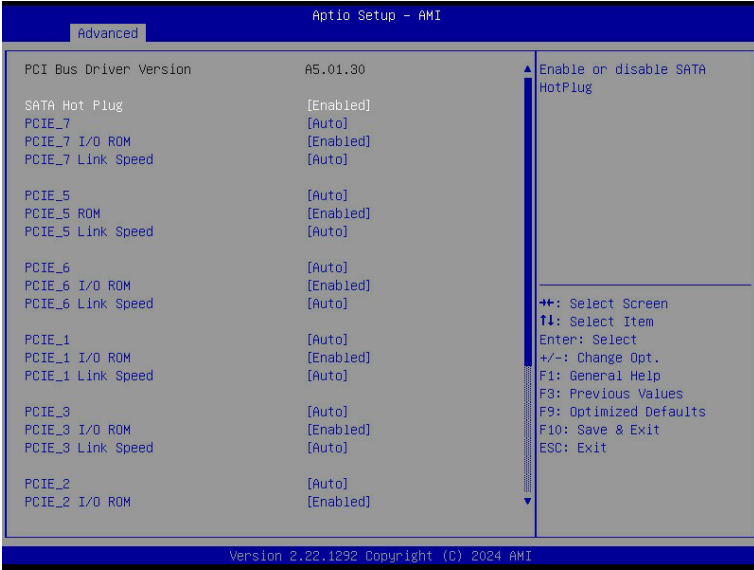 Aptio Setup – AMI
Advanced
PCI Bus Driver Version A5.01.30
SATA Hot Plug [Enabled]
PCIE_7 [Auto]
PCIE_7 I/O ROM [Enabled]
PCIE_7 Link Speed [Auto]
PCIE_5 [Auto]
PCIE_5 ROM [Enabled]
PCIE_5 Link Speed [Auto]
PCIE_6 [Auto]
PCIE_6 I/O ROM [Enabled]
PCIE_6 Link Speed [Auto]
PCIE_1 [Auto]
PCIE_1 I/O ROM [Enabled]
PCIE_1 Link Speed [Auto]
PCIE_3 [Auto]
PCIE_3 I/O ROM [Enabled]
PCIE_3 Link Speed [Auto]
PCIE_2 [Auto]
PCIE_2 I/O ROM [Enabled]
Enable or disable SATA
HotPlug
→←: Select Screen
↑↓: Select Item
Enter: Select
+/-: Change Opt.
F1: General Help
F3: Previous Values
F9: Optimized Defaults
F10: Save & Exit
ESC: Exit
Version 2.22.1292 Copyright (C) 2024 AMI